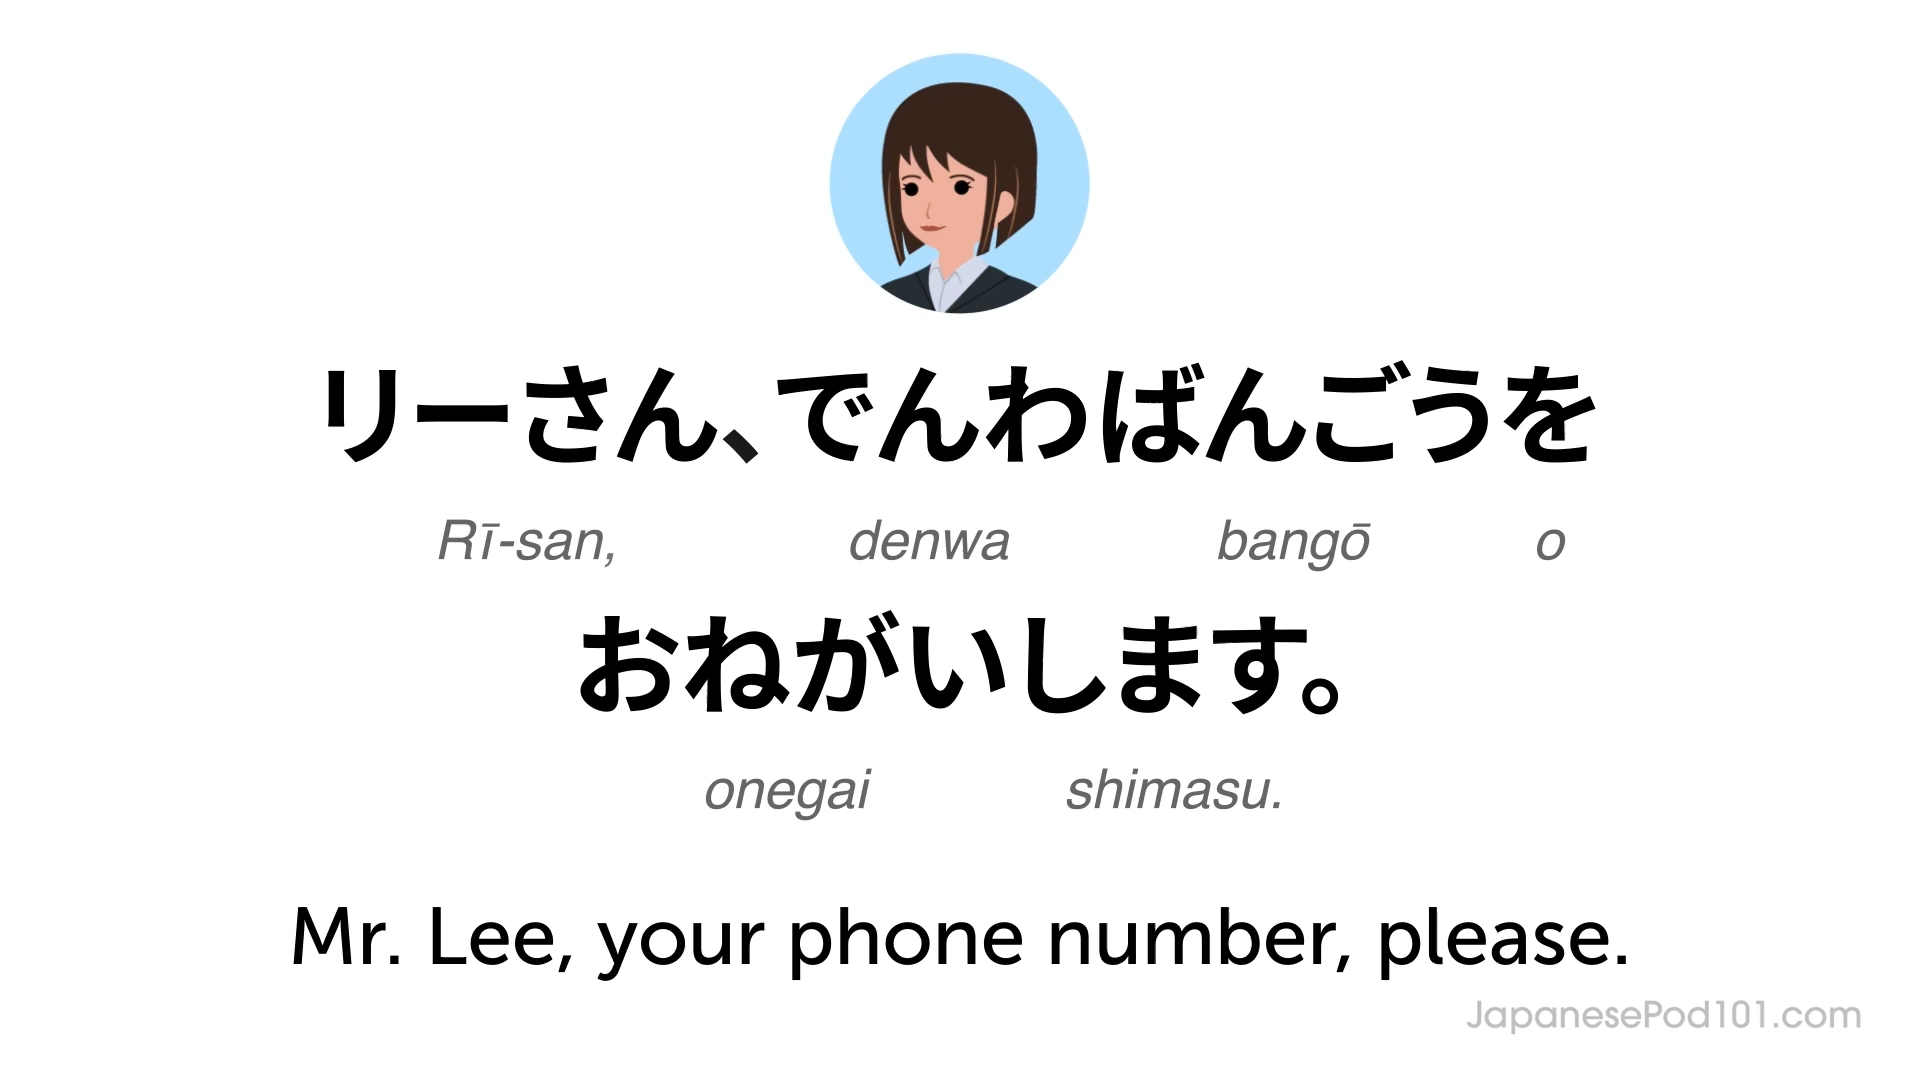 リーさん、でんわばんごうを
Rī-san, denwa bangō o
おねがいします。
onegai shimasu.
Mr. Lee, your phone number, please.
JapanesePod101.com